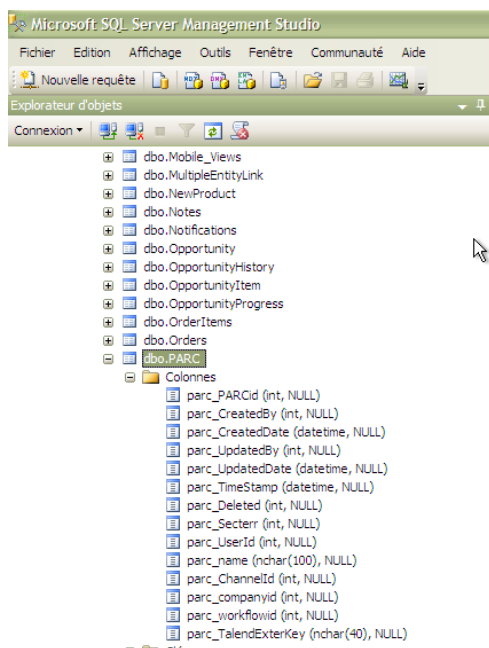 Microsoft SQL Server Management Studio
Fichier Edition Affichage Outils Fenêtre Communauté Aide
Nouvelle requête
Explorateur d'objets
Connexion
dbo.Mobile_Views
dbo.MultipleEntityLink
dbo.NewProduct
dbo.Notes
dbo.Notifications
dbo.Opportunity
dbo.OpportunityHistory
dbo.OpportunityItem
dbo.OpportunityProgress
dbo.OrderItems
dbo.Orders
dbo.PARC
Colonnes
parc_PARCid (int, NULL)
parc_CreatedBy (int, NULL)
parc_CreatedDate (datetime, NULL)
parc_UpdatedBy (int, NULL)
parc_UpdatedDate (datetime, NULL)
parc_TimeStamp (datetime, NULL)
parc_Deleted (int, NULL)
parc_Secterr (int, NULL)
parc_UserId (int, NULL)
parc_name (nchar(100), NULL)
parc_ChannelId (int, NULL)
parc_companyid (int, NULL)
parc_workflowid (int, NULL)
parc_TalendExterKey (nchar(40), NULL)